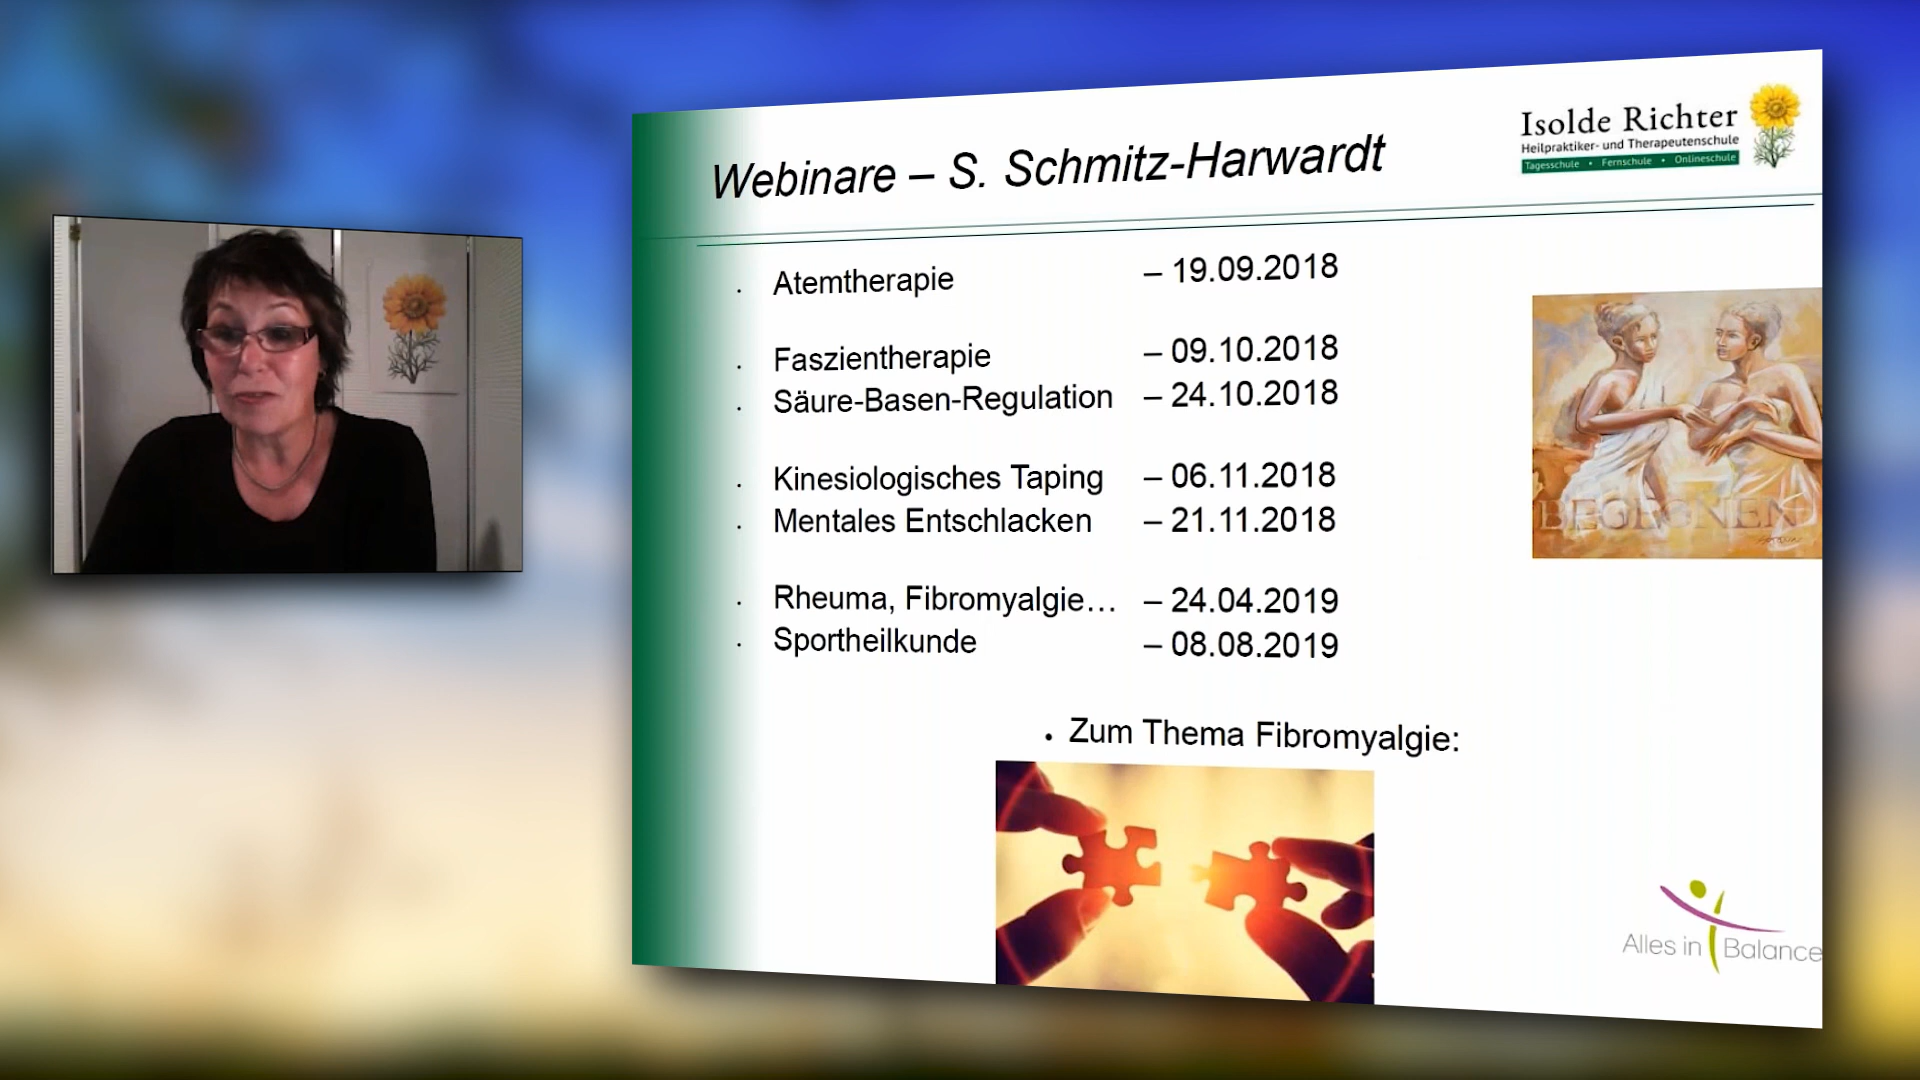 Webinare – S. Schmitz-Harwardt
Isolde Richter
Heilpraktiker- und Therapeutenschule
Tagesschule • Fernschule • Onlineschule
Atemtherapie – 19.09.2018
Faszientherapie – 09.10.2018
Säure-Basen-Regulation – 24.10.2018
Kinesiologisches Taping – 06.11.2018
Mentales Entschlacken – 21.11.2018
Rheuma, Fibromyalgie… – 24.04.2019
Sportheilkunde – 08.08.2019
BEGEGNEN
Zum Thema Fibromyalgie:
Alles in Balance